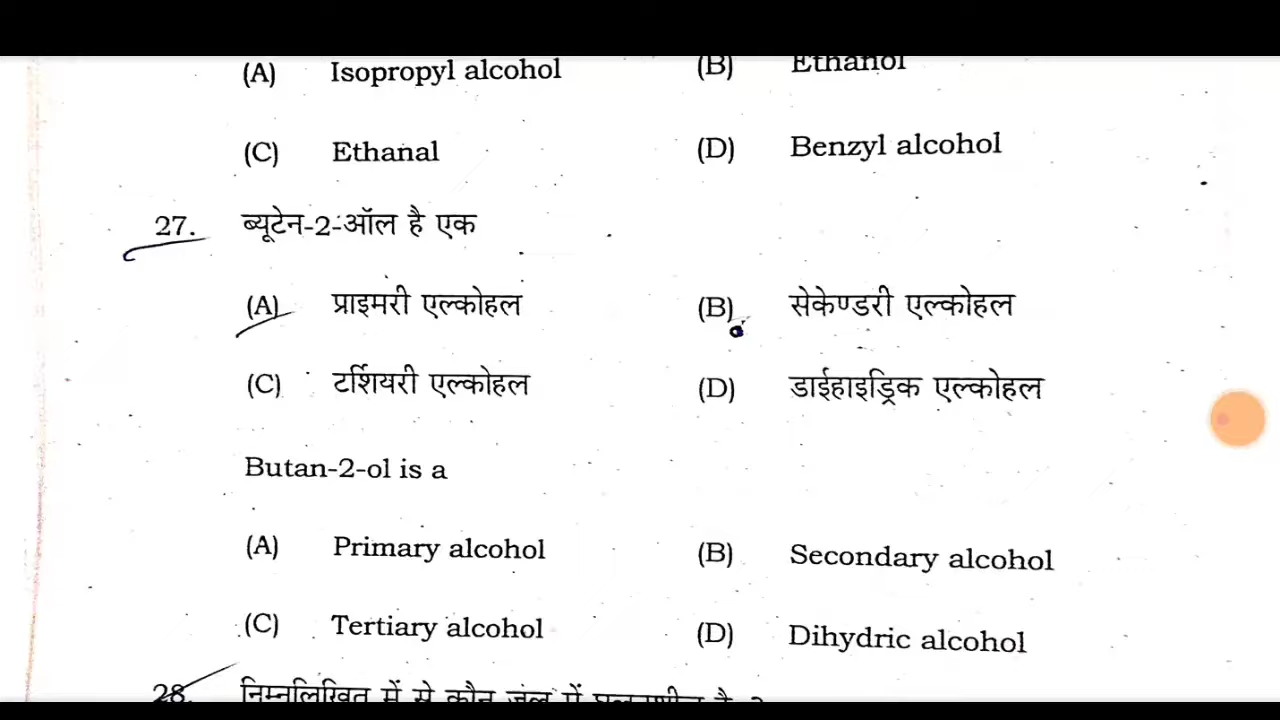 (A) Isopropyl alcohol (B) Ethanol
(C) Ethanal (D) Benzyl alcohol
27. ब्यूटेन-2-ऑल है एक
(A) प्राइमरी एल्कोहल (B) सेकेण्डरी एल्कोहल
(C) टर्शियरी एल्कोहल (D) डाईहाइड्रिक एल्कोहल
Butan-2-ol is a
(A) Primary alcohol (B) Secondary alcohol
(C) Tertiary alcohol (D) Dihydric alcohol
28. निम्नलिखित में से कौन जल में घुलनशील है ?